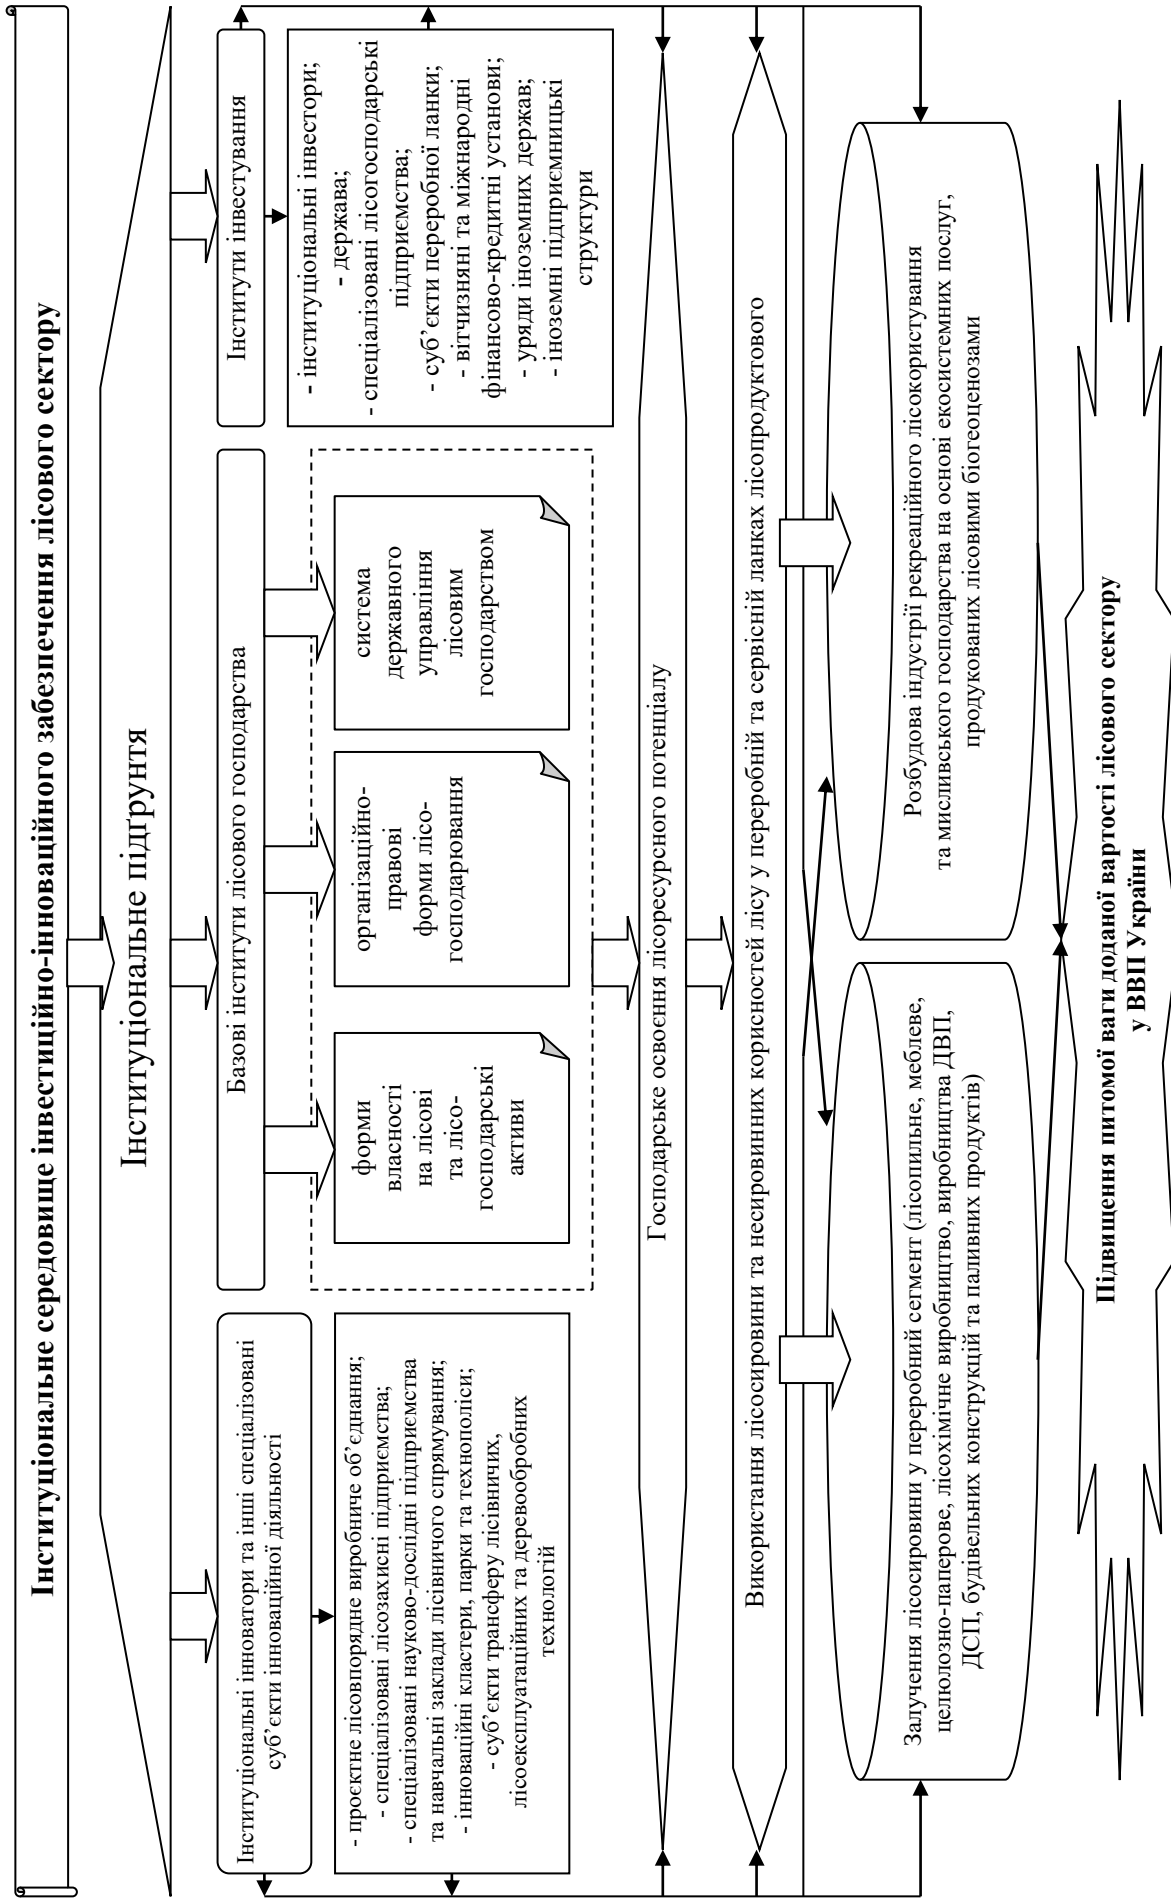 Інституціональне середовище інвестиційно-інноваційного забезпечення лісового сектору
Інституціональне підґрунтя
Інституціональні інноватори та інші спеціалізовані
суб’єкти інноваційної діяльності
- проєктне лісовпорядне виробниче об’єднання;
- спеціалізовані лісозахисні підприємства;
- спеціалізовані науково-дослідні підприємства
та навчальні заклади лісівничого спрямування;
- інноваційні кластери, парки та технополіси;
- суб’єкти трансферу лісівничих,
лісоексплуатаційних та деревообробних
технологій
Базові інститути лісового господарства
форми
власності
на лісові
та лісо-
господарські
активи
організаційно-
правові
форми лісо-
господарювання
система
державного
управління
лісовим
господарством
Інститути інвестування
- інституціональні інвестори;
- держава;
- спеціалізовані лісогосподарські
підприємства;
- суб’єкти переробної ланки;
- вітчизняні та міжнародні
фінансово-кредитні установи;
- уряди іноземних держав;
- іноземні підприємницькі
структури
Господарське освоєння лісоресурсного потенціалу
Використання лісосировини та несировинних корисностей лісу у переробній та сервісній ланках лісопродуктового
Залучення лісосировини у переробний сегмент (лісопильне, меблеве,
целюлозно-паперове, лісохімічне виробництво, виробництва ДВП,
ДСП, будівельних конструкцій та паливних продуктів)
Розбудова індустрії рекреаційного лісокористування
та мисливського господарства на основі екосистемних послуг,
продукованих лісовими біогеоценозами
Підвищення питомої ваги доданої вартості лісового сектору
у ВВП України